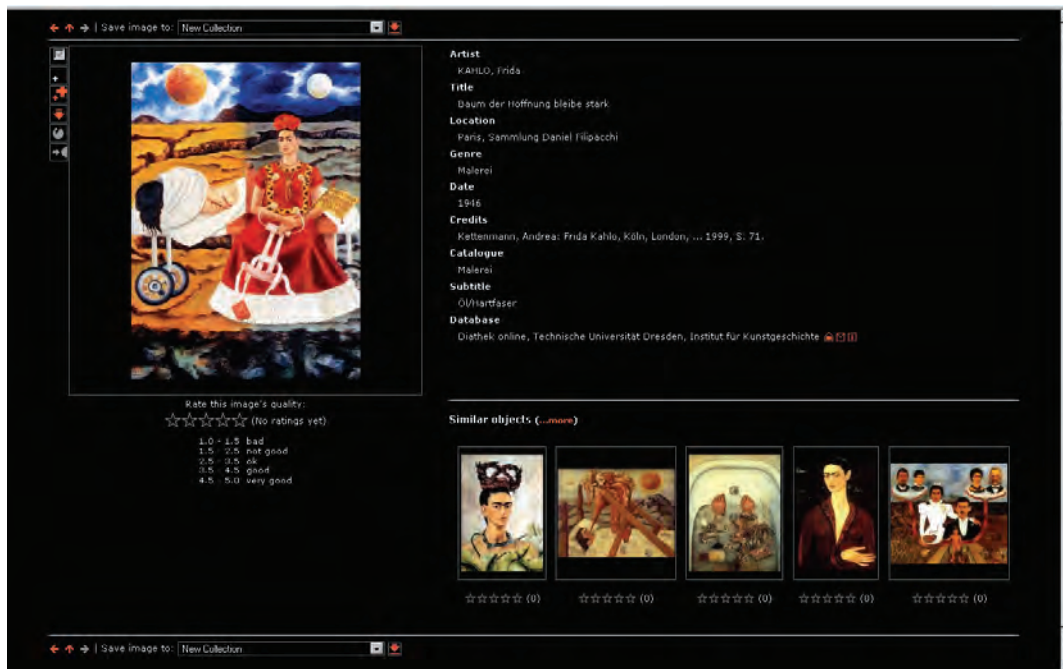 | Save image to: New Collection
Artist
KAHLO, Frida
Title
Baum der Hoffnung bleibe stark
Location
Paris, Sammlung Daniel Filipacchi
Genre
Malerei
Date
1946
Credits
Kettenmann, Andrea: Frida Kahlo, Köln, London, ... 1999, S. 71.
Catalogue
Malerei
Subtitle
Öl/Hartfaser
Database
Diathek online, Technische Universität Dresden, Institut für Kunstgeschichte
Rate this image's quality:
(No ratings yet)
1.0 - 1.5 bad
1.5 - 2.5 not good
2.5 - 3.5 ok
3.5 - 4.5 good
4.5 - 5.0 very good
Similar objects (...more)
(0) (0) (0) (0) (0)
| Save image to: New Collection